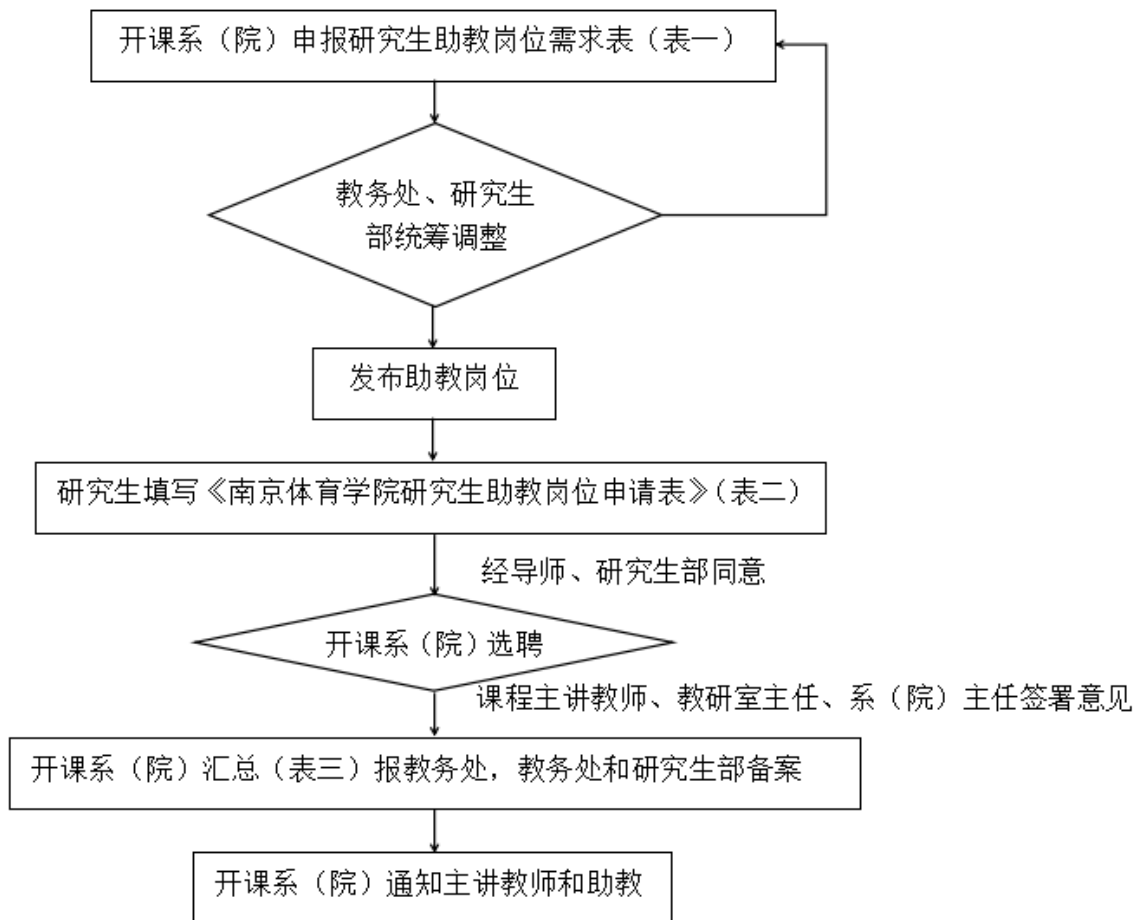 开课系（院）申报研究生助教岗位需求表（表一）
教务处、研究生
部统筹调整
发布助教岗位
研究生填写《南京体育学院研究生助教岗位申请表》（表二）
经导师、研究生部同意
开课系（院）选聘
课程主讲教师、教研室主任、系（院）主任签署意见
开课系（院）汇总（表三）报教务处，教务处和研究生部备案
开课系（院）通知主讲教师和助教